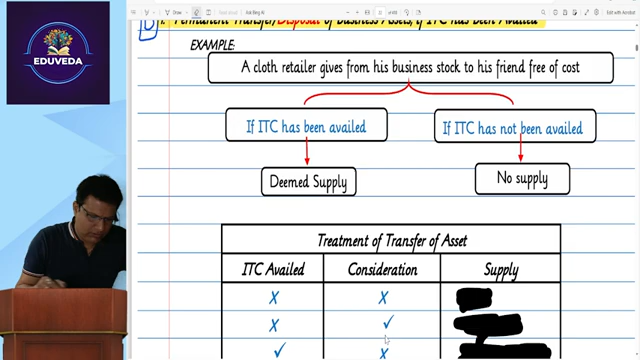 1. Permanent Transfer/Disposal of Business Assets, if ITC has been Availed
EDUVEDA
EXAMPLE:
A cloth retailer gives from his business stock to his friend free of cost
If ITC has been availed
If ITC has not been availed
Deemed Supply
No supply
Treatment of Transfer of Asset
ITC Availed Consideration Supply
X X
X ✓
✓ X